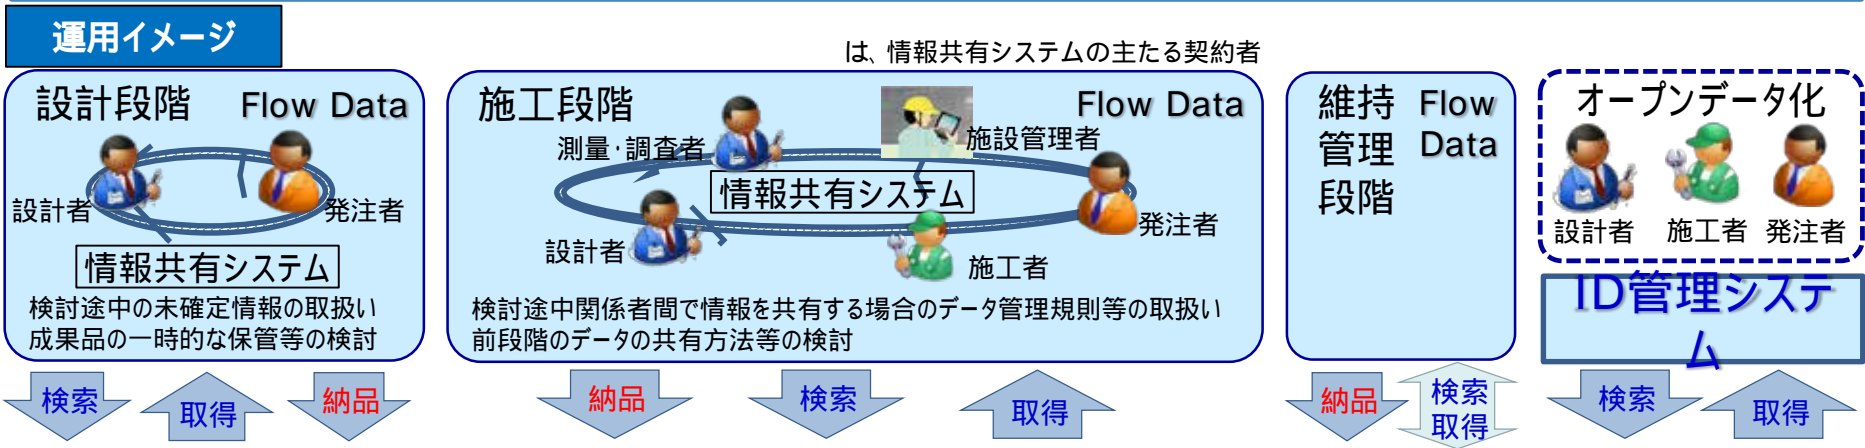 運用イメージ
は、情報共有システムの主たる契約者
設計段階 Flow Data
設計者
発注者
情報共有システム
検討途中の未確定情報の取扱い
成果品の一時的な保管等の検討
検索
取得
納品
施工段階 Flow Data
測量・調査者
施設管理者
情報共有システム
設計者
施工者
発注者
検討途中関係者間で情報を共有する場合のデータ管理規則等の取扱い
前段階のデータの共有方法等の検討
納品
検索
取得
維持 Flow
管理 Data
段階
納品
検索
取得
オープンデータ化
設計者 施工者 発注者
ID管理システ
ム
検索
取得